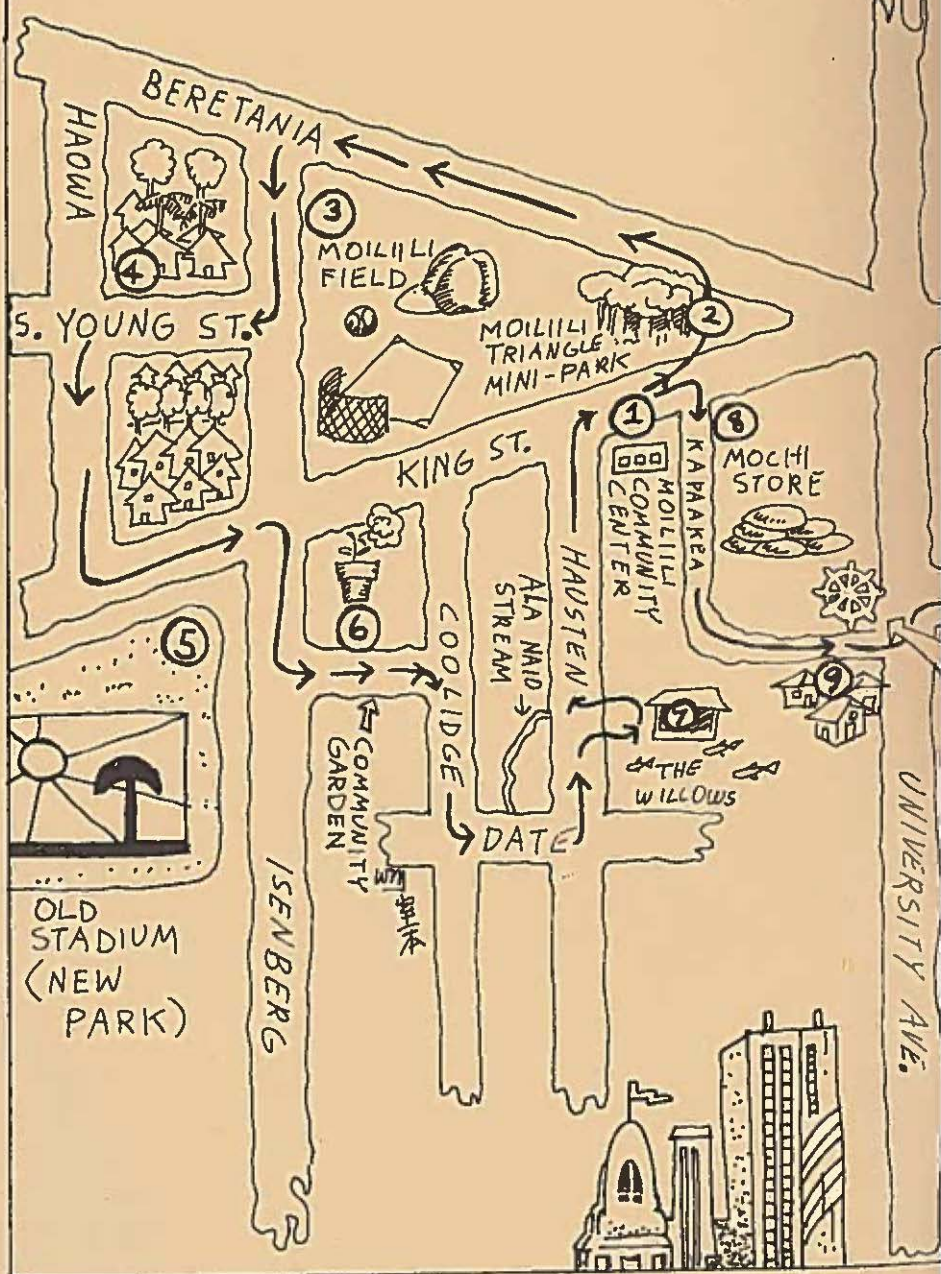 BERETANIA
HAOWA
③
MOILIILI
FIELD
④
S. YOUNG ST.
MOILIILI
TRIANGLE
MINI-PARK
②
①
⑧
KING ST.
MOILIILI
COMMUNITY
CENTER
KAPAAKEA
MOCHI
STORE
⑤
⑥
COOLIDGE
ALA NAIO
STREAM
HAUSTEN
⑦
THE
WILLOWS
⑨
COMMUNITY
GARDEN
DATE
OLD
STADIUM
(NEW
PARK)
ISENBERG
UNIVERSITY AVE.